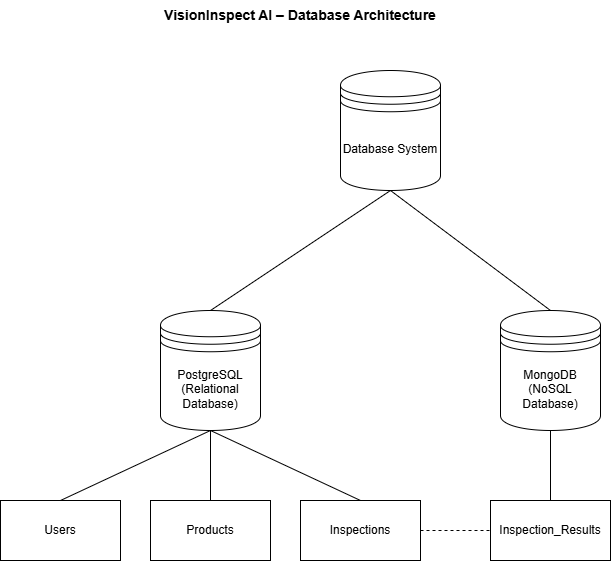 VisionInspect AI – Database Architecture
Database System
PostgreSQL
(Relational
Database)
MongoDB
(NoSQL
Database)
Users
Products
Inspections
Inspection_Results